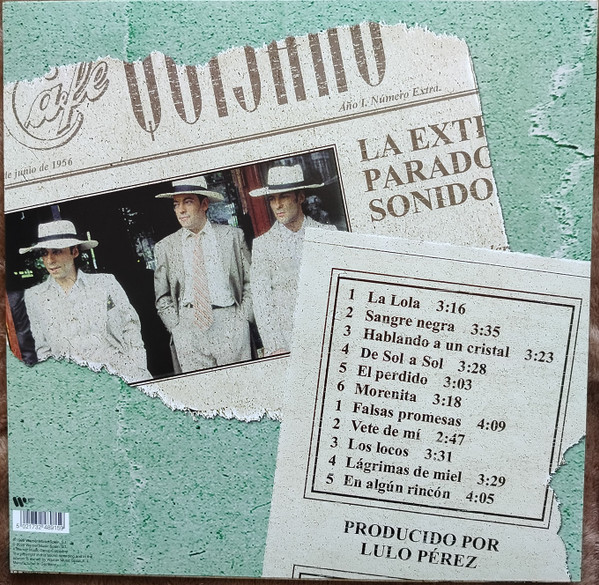 Café QUIJANO
Año I. Número Extra.
de junio de 1956
LA EXTR
PARADO
SONIDO
1 La Lola 3:16
2 Sangre negra 3:35
3 Hablando a un cristal 3:23
4 De Sol a Sol 3:28
5 El perdido 3:03
6 Morenita 3:18
1 Falsas promesas 4:09
2 Vete de mí 2:47
3 Los locos 3:31
4 Lágrimas de miel 3:29
5 En algún rincón 4:05
PRODUCIDO POR
LULO PÉREZ